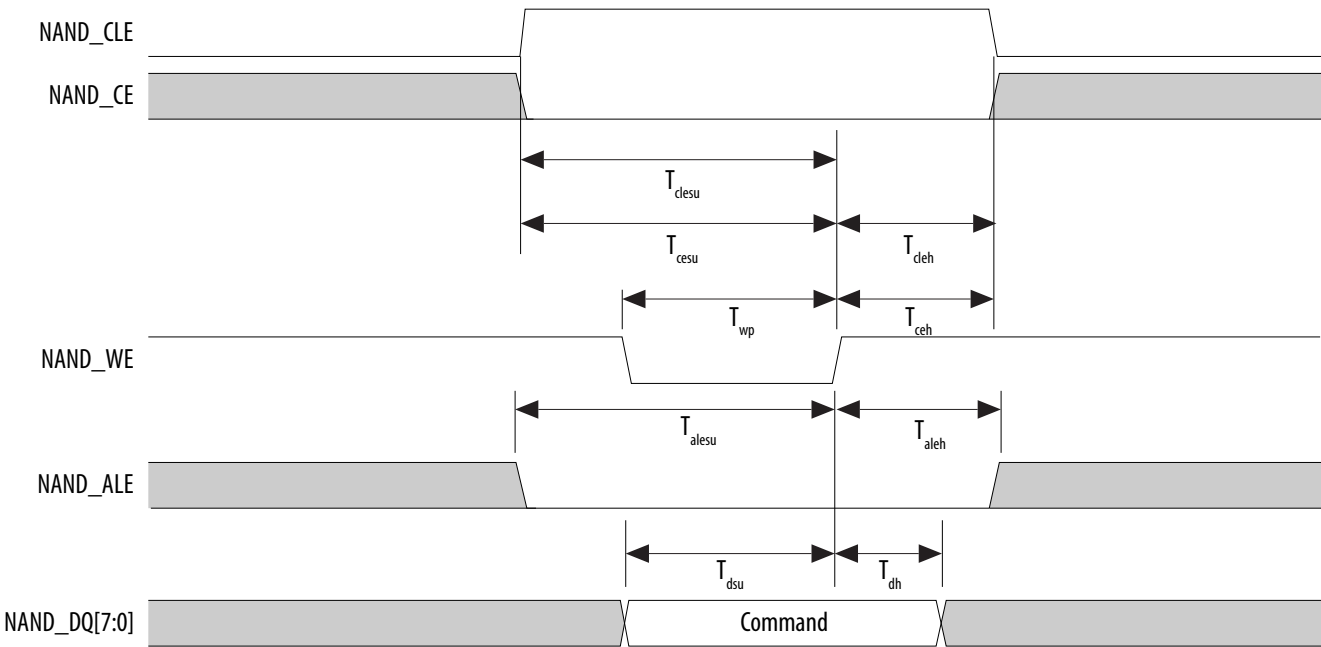 NAND_CLE
NAND_CE
T_clesu
T_cesu
T_cleh
T_wp
T_ceh
NAND_WE
T_alesu
T_aleh
NAND_ALE
T_dsu
T_dh
NAND_DQ[7:0]
Command